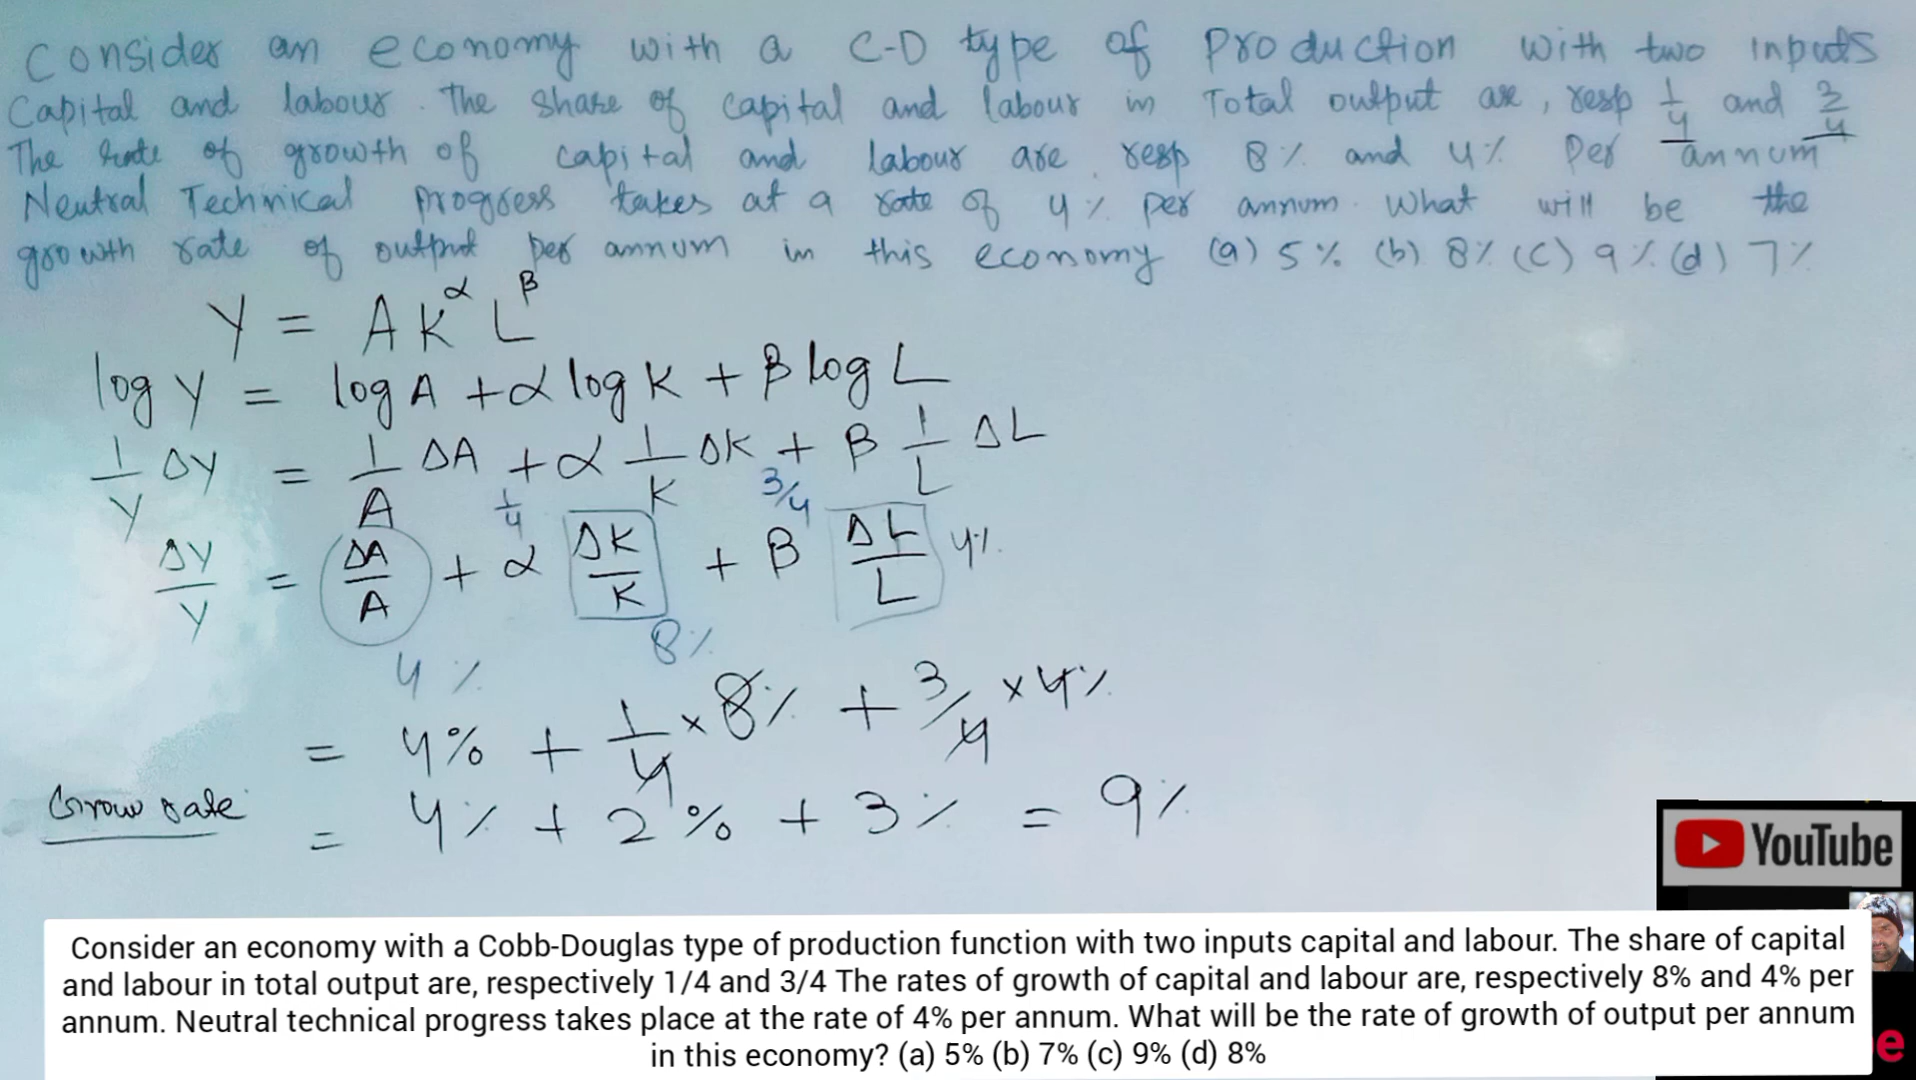 Consider an economy with a C-D type of Production with two inputs
Capital and labour. The share of capital and labour in Total output are, resp 1/4 and 3/4
The rate of growth of capital and labour are, resp 8% and 4% Per annum
Neutral Technical progress takes at a rate of 4% per annum. What will be the
growth rate of output per annum in this economy (a) 5% (b) 8% (c) 9% (d) 7%
Y = AK^α L^β
log Y = log A + α log K + β log L
1/Y ΔY = 1/A ΔA + α 1/K ΔK + β 1/L ΔL
1/4 3/4
ΔY/Y = ΔA/A + α ΔK/K + β ΔL/L 4%
4% 8%
= 4% + 1/4 × 8% + 3/4 × 4%
Grow rate = 4% + 2% + 3% = 9%
YouTube
Consider an economy with a Cobb-Douglas type of production function with two inputs capital and labour. The share of capital
and labour in total output are, respectively 1/4 and 3/4 The rates of growth of capital and labour are, respectively 8% and 4% per
annum. Neutral technical progress takes place at the rate of 4% per annum. What will be the rate of growth of output per annum
in this economy? (a) 5% (b) 7% (c) 9% (d) 8%